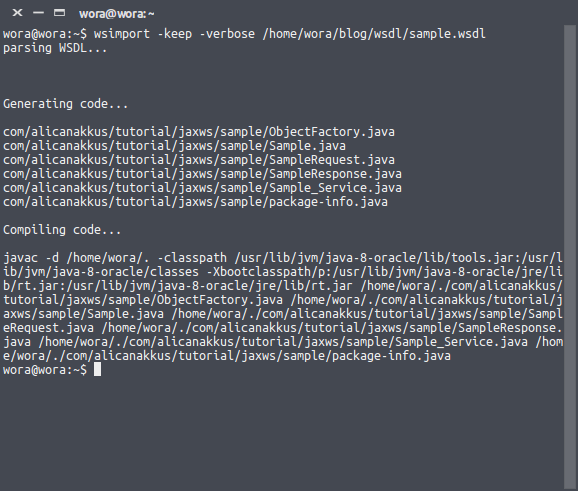 wora@wora: ~
wora@wora:~$ wsimport -keep -verbose /home/wora/blog/wsdl/sample.wsdl
parsing WSDL...
Generating code...
com/alicanakkus/tutorial/jaxws/sample/ObjectFactory.java
com/alicanakkus/tutorial/jaxws/sample/Sample.java
com/alicanakkus/tutorial/jaxws/sample/SampleRequest.java
com/alicanakkus/tutorial/jaxws/sample/SampleResponse.java
com/alicanakkus/tutorial/jaxws/sample/Sample_Service.java
com/alicanakkus/tutorial/jaxws/sample/package-info.java
Compiling code...
javac -d /home/wora/. -classpath /usr/lib/jvm/java-8-oracle/lib/tools.jar:/usr/l
ib/jvm/java-8-oracle/classes -Xbootclasspath/p:/usr/lib/jvm/java-8-oracle/jre/li
b/rt.jar:/usr/lib/jvm/java-8-oracle/jre/lib/rt.jar /home/wora/./com/alicanakkus/
tutorial/jaxws/sample/ObjectFactory.java /home/wora/./com/alicanakkus/tutorial/j
axws/sample/Sample.java /home/wora/./com/alicanakkus/tutorial/jaxws/sample/Sampl
eRequest.java /home/wora/./com/alicanakkus/tutorial/jaxws/sample/SampleResponse.
java /home/wora/./com/alicanakkus/tutorial/jaxws/sample/Sample_Service.java /hom
e/wora/./com/alicanakkus/tutorial/jaxws/sample/package-info.java
wora@wora:~$